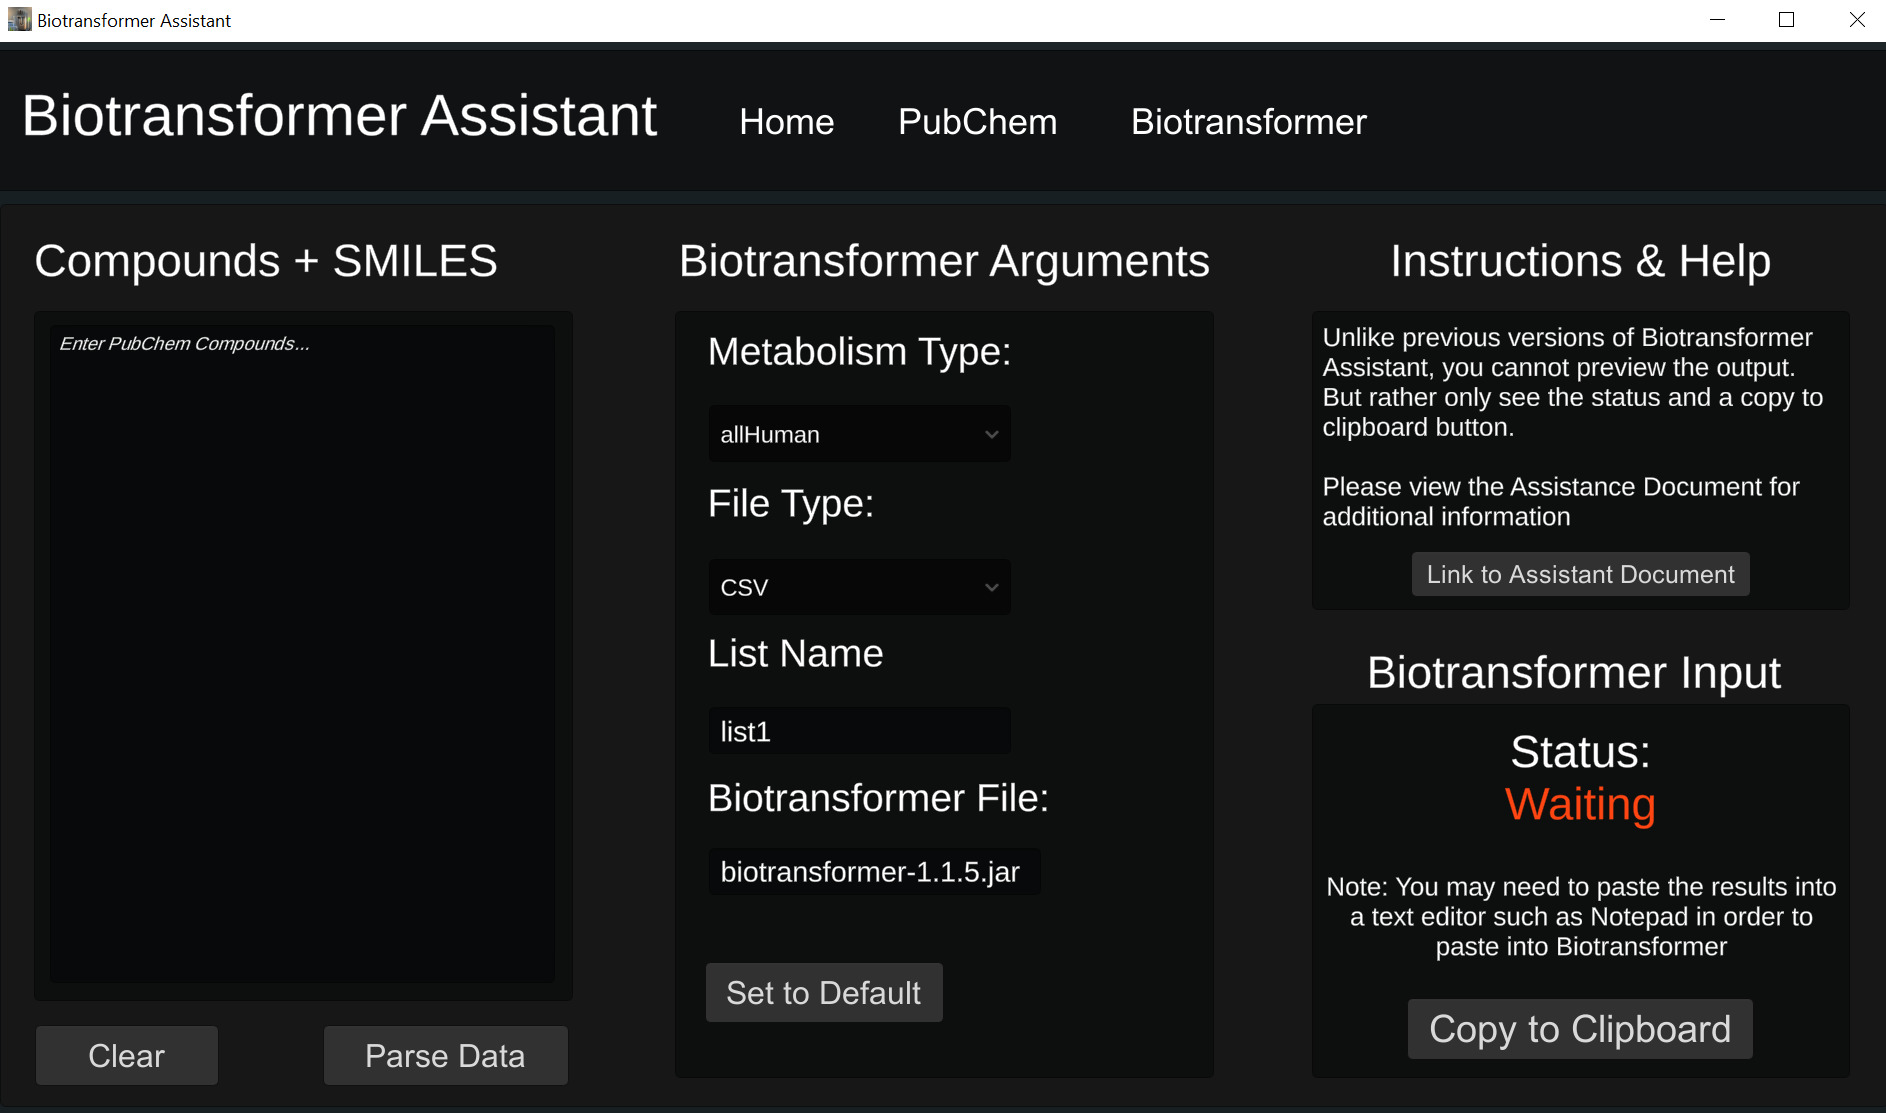 Biotransformer Assistant
Biotransformer Assistant
Home
PubChem
Biotransformer
Compounds + SMILES
Enter PubChem Compounds...
Clear
Parse Data
Biotransformer Arguments
Metabolism Type:
allHuman
File Type:
CSV
List Name
list1
Biotransformer File:
biotransformer-1.1.5.jar
Set to Default
Instructions & Help
Unlike previous versions of Biotransformer
Assistant, you cannot preview the output.
But rather only see the status and a copy to
clipboard button.
Please view the Assistance Document for
additional information
Link to Assistant Document
Biotransformer Input
Status:
Waiting
Note: You may need to paste the results into
a text editor such as Notepad in order to
paste into Biotransformer
Copy to Clipboard